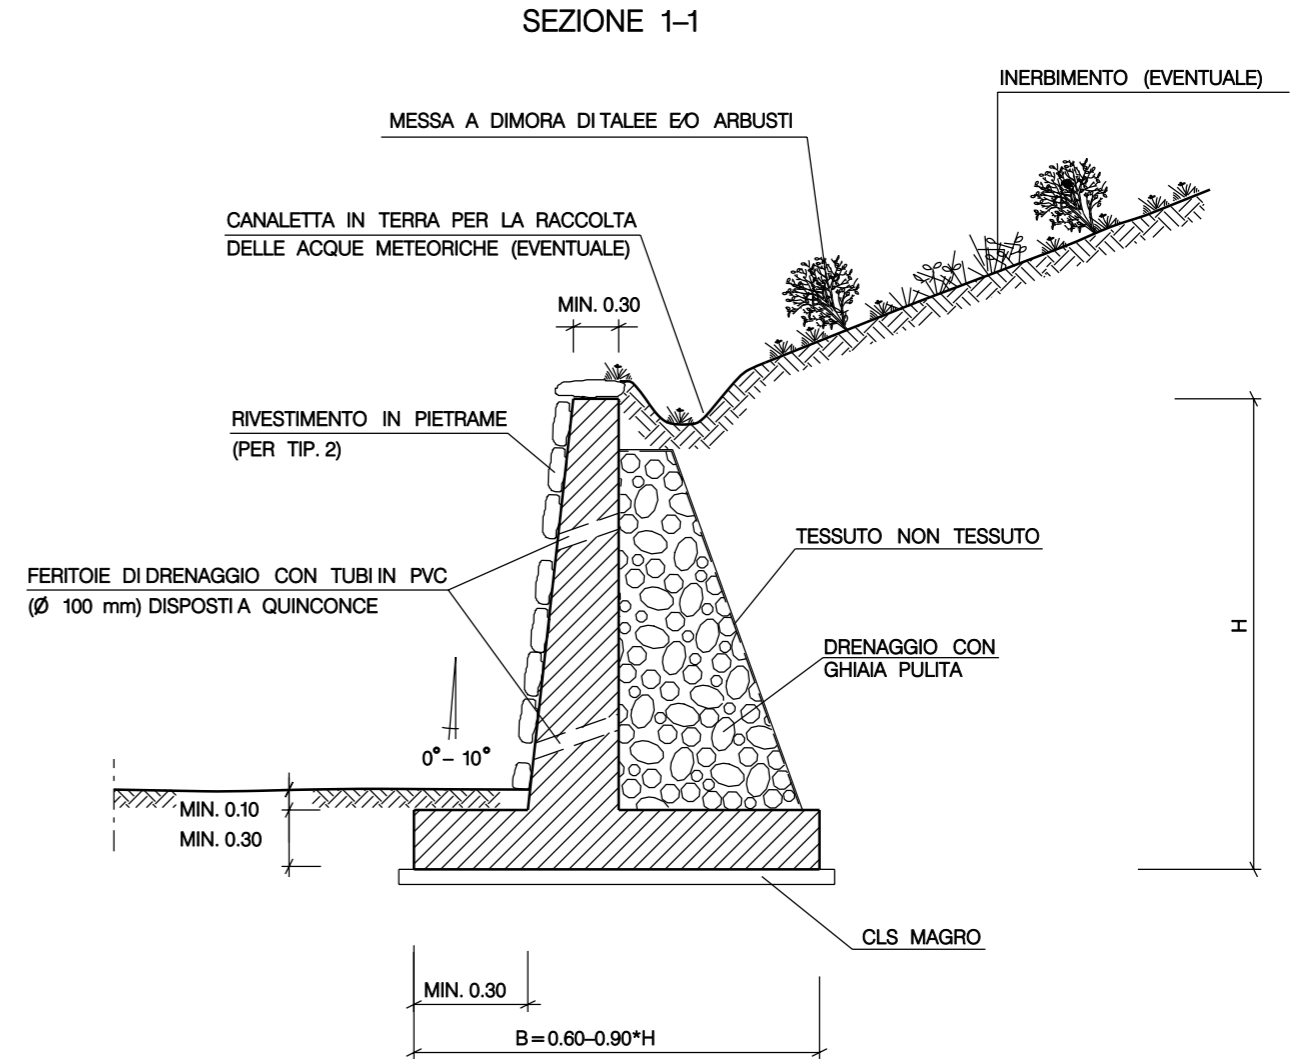 SEZIONE 1–1
INERBIMENTO (EVENTUALE)
MESSA A DIMORA DI TALEE E/O ARBUSTI
CANALETTA IN TERRA PER LA RACCOLTA
DELLE ACQUE METEORICHE (EVENTUALE)
MIN. 0.30
RIVESTIMENTO IN PIETRAME
(PER TIP. 2)
TESSUTO NON TESSUTO
FERITOIE DI DRENAGGIO CON TUBI IN PVC
(Ø 100 mm) DISPOSTI A QUINCONCE
H
DRENAGGIO CON
GHIAIA PULITA
0°– 10°
MIN. 0.10
MIN. 0.30
CLS MAGRO
MIN. 0.30
B=0.60–0.90*H